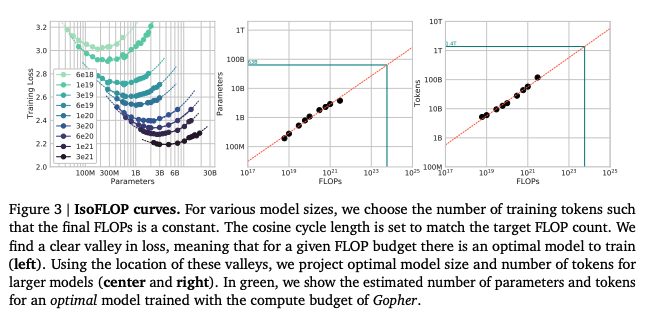 3.2
3.0
2.8
2.6
2.4
2.2
2.0
Training Loss
6e18
1e19
3e19
6e19
1e20
3e20
6e20
1e21
3e21
100M 300M 1B 3B 6B 30B
Parameters
1T
100B
63B
10B
1B
100M
Parameters
10^17 10^19 10^21 10^23 10^25
FLOPs
10T
1.4T
1T
100B
10B
1B
100M
Tokens
10^17 10^19 10^21 10^23 10^25
FLOPs
Figure 3 | IsoFLOP curves. For various model sizes, we choose the number of training tokens such
that the final FLOPs is a constant. The cosine cycle length is set to match the target FLOP count. We
find a clear valley in loss, meaning that for a given FLOP budget there is an optimal model to train
(left). Using the location of these valleys, we project optimal model size and number of tokens for
larger models (center and right). In green, we show the estimated number of parameters and tokens
for an optimal model trained with the compute budget of Gopher.